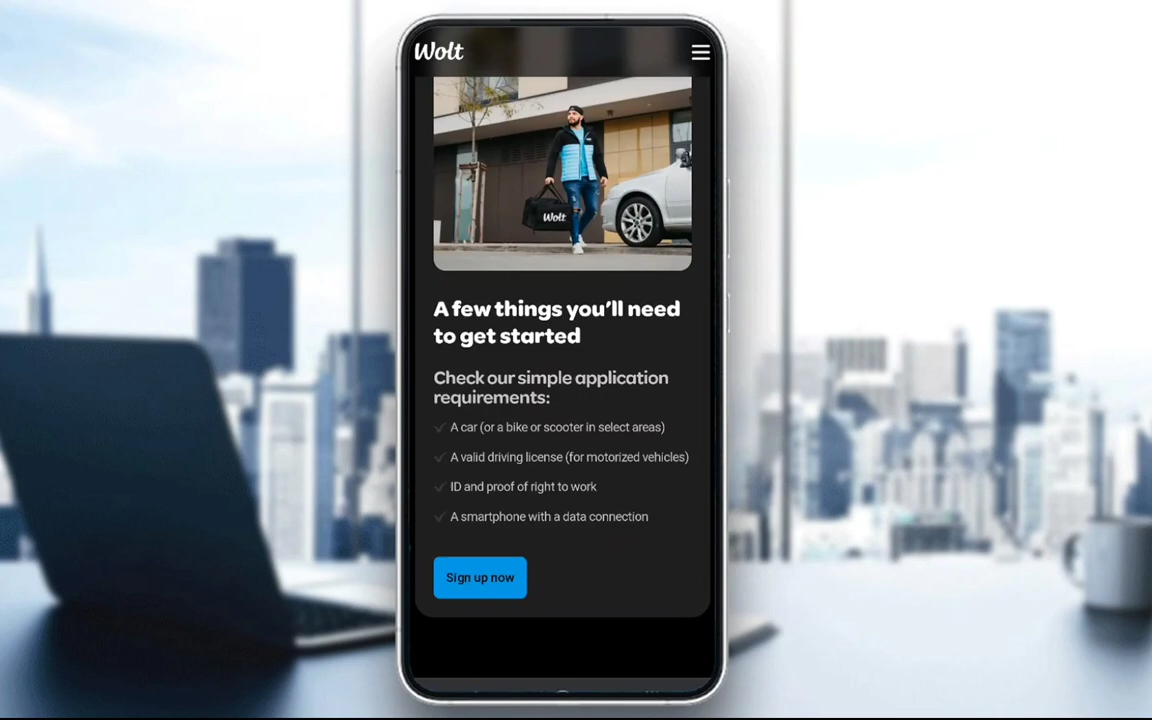 Wolt
Wolt
A few things you'll need
to get started
Check our simple application
requirements:
A car (or a bike or scooter in select areas)
A valid driving license (for motorized vehicles)
ID and proof of right to work
A smartphone with a data connection
Sign up now